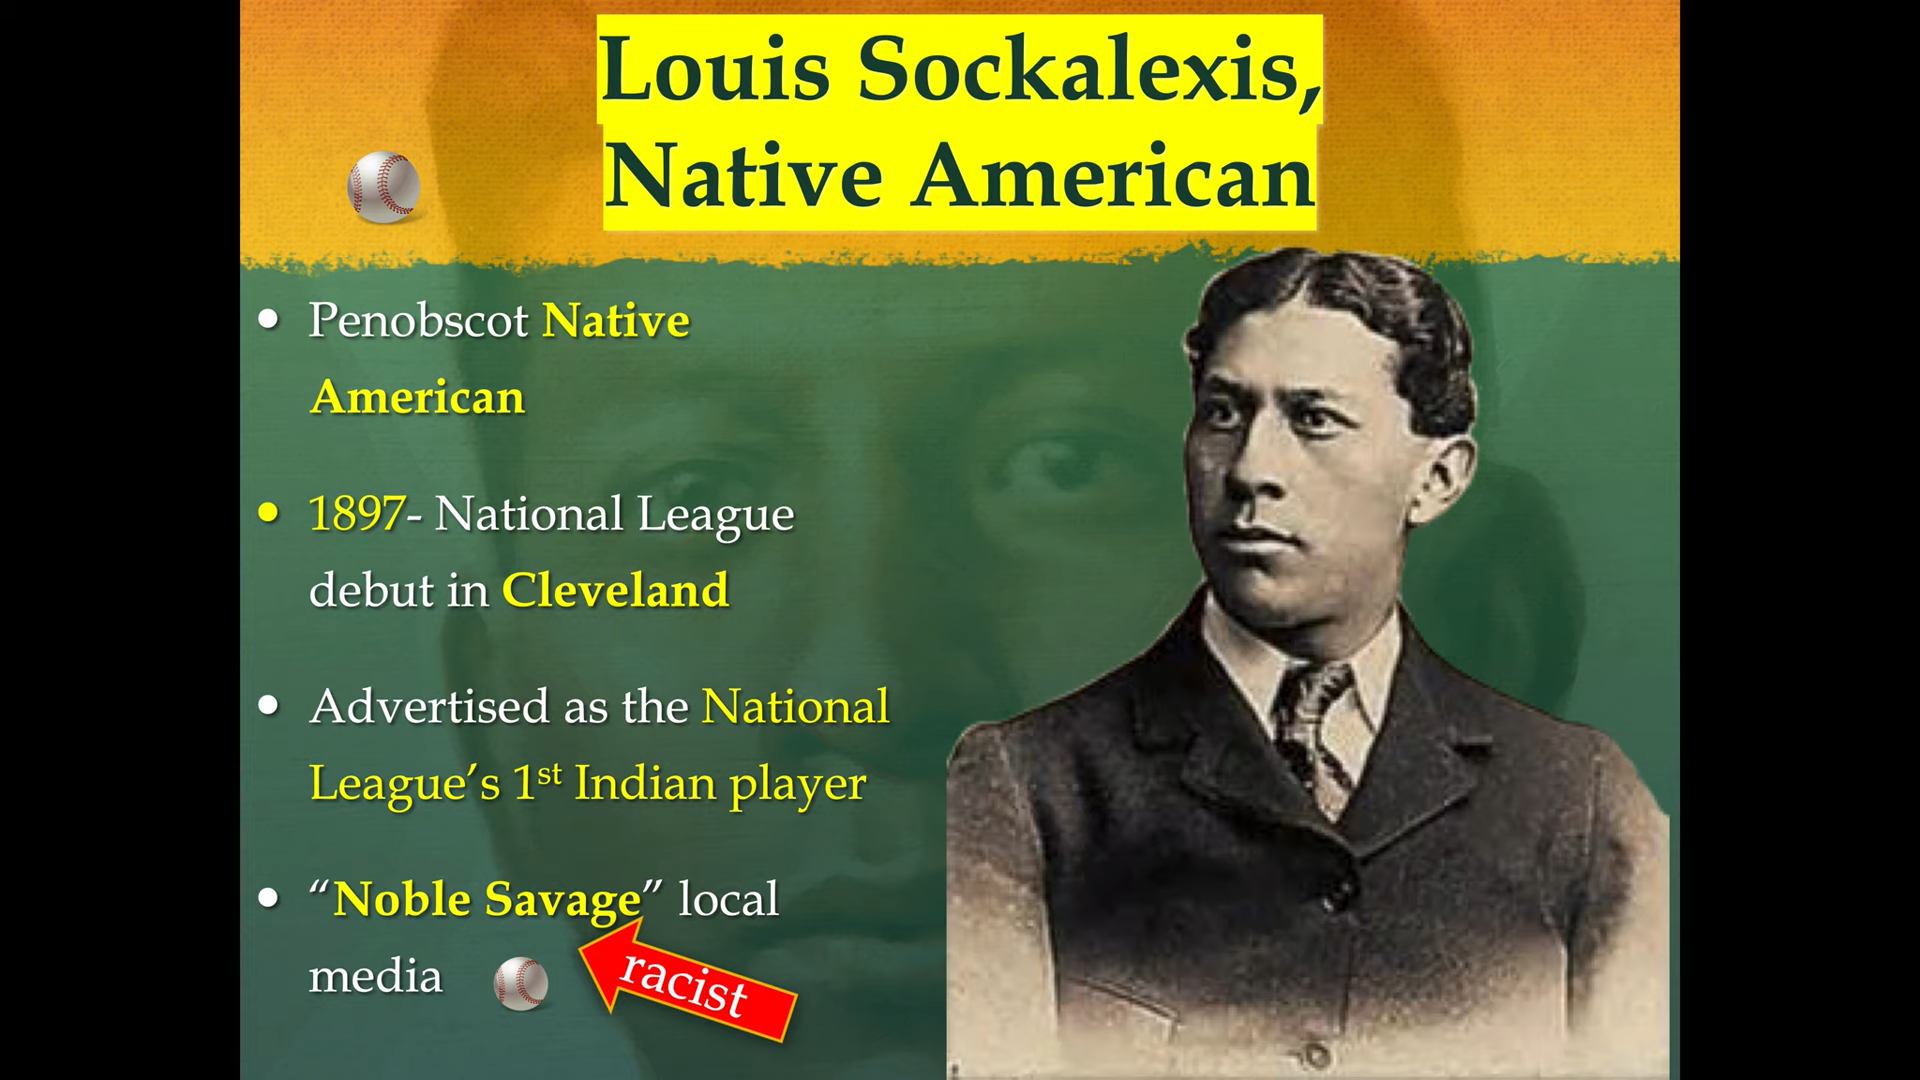 Louis Sockalexis,
Native American
• Penobscot Native
American
• 1897- National League
debut in Cleveland
• Advertised as the National
League’s 1st Indian player
• “Noble Savage” local
media
racist